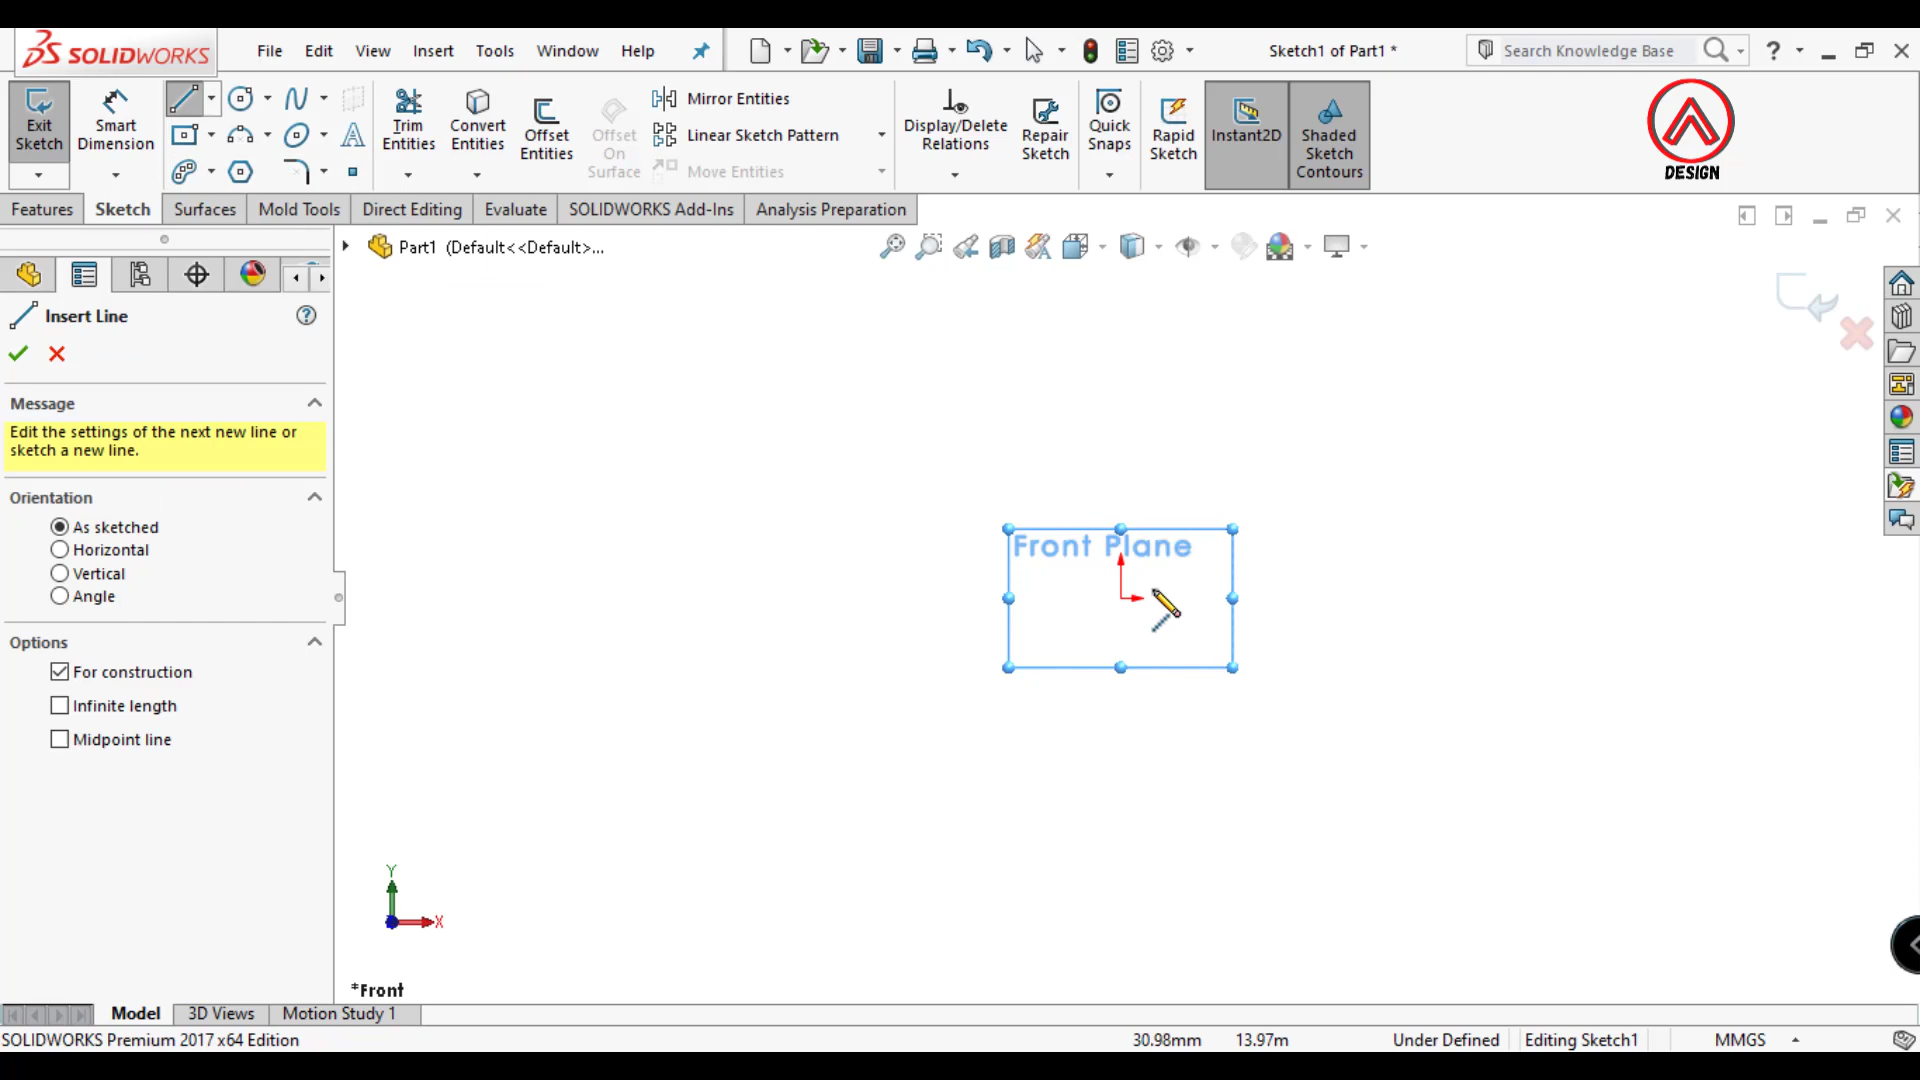 SOLIDWORKS
File Edit View Insert Tools Window Help
Sketch1 of Part1 *
Search Knowledge Base
?
Exit Sketch
Smart Dimension
Trim Entities
Convert Entities
Offset Entities
Offset On Surface
Mirror Entities
Linear Sketch Pattern
Move Entities
Display/Delete Relations
Repair Sketch
Quick Snaps
Rapid Sketch
Instant2D
Shaded Sketch Contours
DESIGN
Features Sketch Surfaces Mold Tools Direct Editing Evaluate SOLIDWORKS Add-Ins Analysis Preparation
Part1 (Default<<Default>...
Insert Line
?
Message
Edit the settings of the next new line or
sketch a new line.
Orientation
As sketched
Horizontal
Vertical
Angle
Options
For construction
Infinite length
Midpoint line
Front Plane
Y
X
*Front
Model 3D Views Motion Study 1
SOLIDWORKS Premium 2017 x64 Edition
30.98mm 13.97m Under Defined Editing Sketch1 MMGS